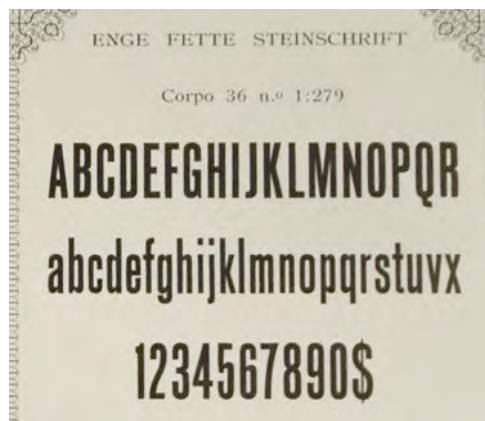 ENGE FETTE STEINSCHRIFT
Corpo 36 n.º 1:279
ABCDEFGHIJKLMNOPQR
abcdefghijklmnopqrstuvx
1234567890$